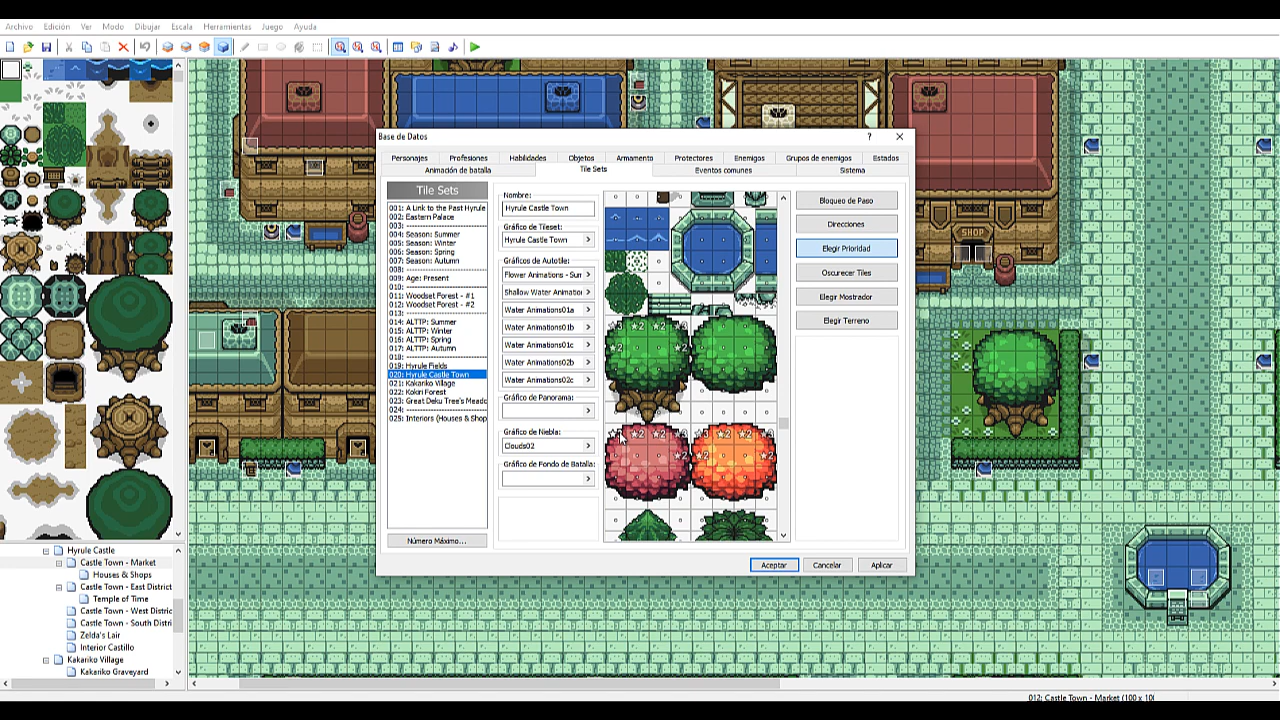 Archivo Edición Ver Modo Dibujar Escala Herramientas Juego Ayuda
Base de Datos
Personajes Profesiones Habilidades Objetos Armamento Protectores Enemigos Grupos de enemigos Estados
Animación de batalla Tile Sets Eventos comunes Sistema
Tile Sets
001: A Link to the Past Hyrule
002: Eastern Palace
003: ------------------
004: Season: Summer
005: Season: Winter
006: Season: Spring
007: Season: Autumn
008: ------------------
009: Age: Present
010: ------------------
011: Woodset Forest - #1
012: Woodset Forest - #2
013: ------------------
014: ALTTP: Summer
015: ALTTP: Winter
016: ALTTP: Spring
017: ALTTP: Autumn
018: ------------------
019: Hyrule Fields
020: Hyrule Castle Town
021: Kakariko Village
022: Kokiri Forest
023: Great Deku Tree's Meado
024: ------------------
025: Interiors (Houses & Shop
Número Máximo...
Nombre:
Hyrule Castle Town
Gráfico de Tileset:
Hyrule Castle Town
Gráficos de Autotile:
Flower Animations - Sum
Shallow Water Animation
Water Animations01a
Water Animations01b
Water Animations01c
Water Animations02b
Water Animations02c
Gráfico de Panorama:
Gráfico de Niebla:
Clouds02
Gráfico de Fondo de Batalla:
Bloqueo de Paso
Direcciones
Elegir Prioridad
Oscurecer Tiles
Elegir Mostrador
Elegir Terreno
Aceptar Cancelar Aplicar
SHOP
Hyrule Castle
Castle Town - Market
Houses & Shops
Castle Town - East District
Temple of Time
Castle Town - West Distric
Castle Town - South Distri
Zelda's Lair
Interior Castillo
Kakariko Village
Kakariko Graveyard
012: Castle Town - Market (100 x 10